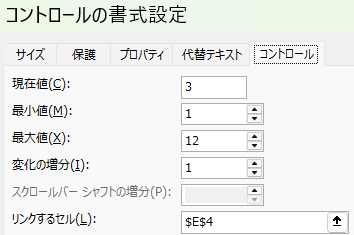 コントロールの書式設定
サイズ 保護 プロパティ 代替テキスト コントロール
現在値(C): 3
最小値(M): 1
最大値(X): 12
変化の増分(I): 1
スクロールバー シャフトの増分(P):
リンクするセル(L): $E$4